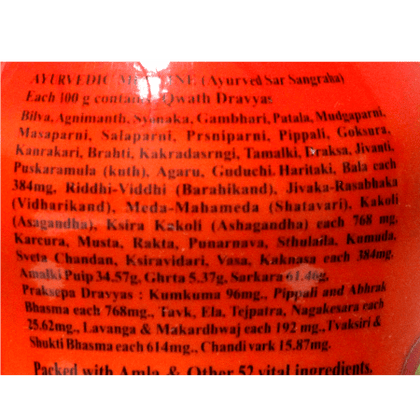 AYURVEDIC MEDICINE (Ayurved Sar Sangraha)
Each 100 g contains Qwath Dravyas
Bilva, Agnimanth, Syonaka, Gambhari, Patala, Mudgaparni,
Masaparni, Salaparni, Prsniparni, Pippali, Goksura,
Kanrakari, Brahti, Kakradasrngi, Tamalki, Draksa, Jivanti,
Puskaramula (kuth), Agaru, Guduchi, Haritaki, Bala each
384mg, Riddhi-Viddhi (Barahikand), Jivaka-Rasabhaka
(Vidharikand), Meda-Mahameda (Shatavari), Kakoli
(Asagandha), Ksira Kakoli (Ashagandha) each 768 mg,
Karcura, Musta, Rakta, Punarnava, Sthulaila, Kumuda,
Sveta Chandan, Ksiravidari, Vasa, Kaknasa each 384mg,
Amalki Pulp 34.57g, Ghrta 5.37g, Sarkara 61.46g,
Praksepa Dravyas : Kumkuma 96mg., Pippali and Abhrak
Bhasma each 768mg., Tavk, Ela, Tejpatra, Nagakesara each
25.62mg., Lavanga & Makardhwaj each 192 mg., Tvaksiri &
Shukti Bhasma each 614mg., Chandi vark 15.87mg.
Packed with Amla & Other 52 vital ingredients.